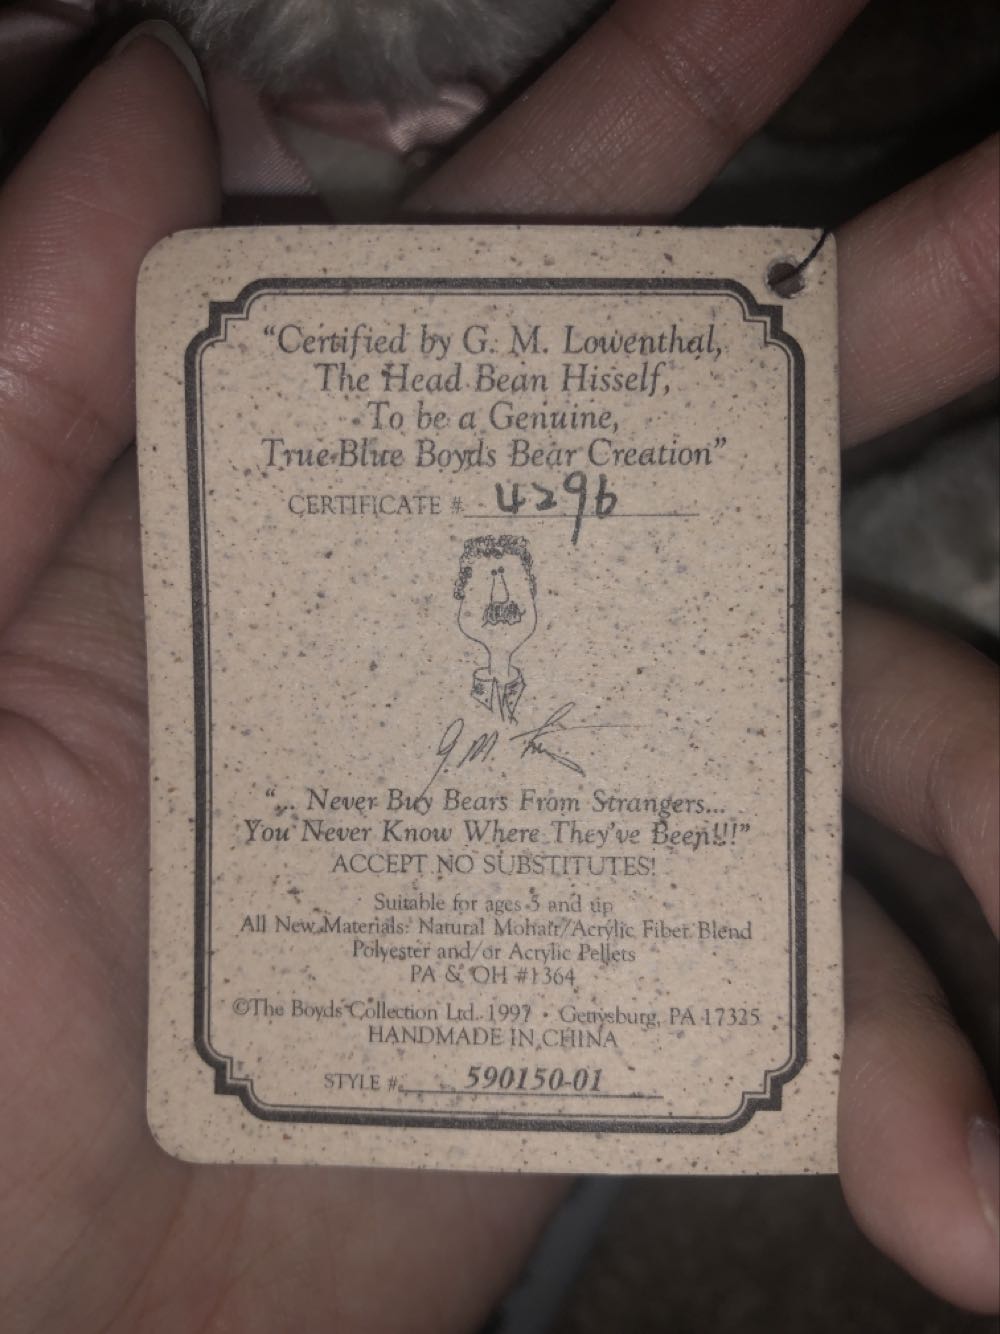 "Certified by G. M. Lowenthal,
The Head Bean Hisself,
To be a Genuine,
True-Blue Boyds Bear Creation"
CERTIFICATE # 4296
"... Never Buy Bears From Strangers...
You Never Know Where They've Been!!!"
ACCEPT NO SUBSTITUTES!
Suitable for ages 3 and up
All New Materials: Natural Mohair/Acrylic Fiber Blend
Polyester and/or Acrylic Pellets
PA & OH #1364
©The Boyds Collection Ltd. 1997 • Gettysburg, PA 17325
HANDMADE IN CHINA
STYLE # 590150-01